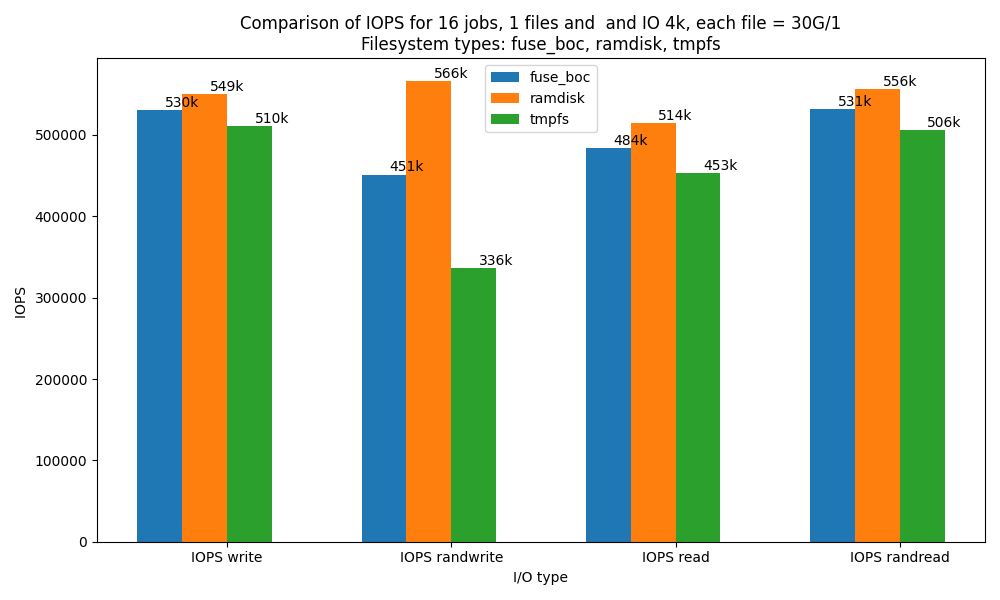 Comparison of IOPS for 16 jobs, 1 files and  and IO 4k, each file = 30G/1
Filesystem types: fuse_boc, ramdisk, tmpfs
fuse_boc
ramdisk
tmpfs
530k
549k
510k
451k
566k
336k
484k
514k
453k
531k
556k
506k
IOPS
500000
400000
300000
200000
100000
0
IOPS write
IOPS randwrite
IOPS read
IOPS randread
I/O type